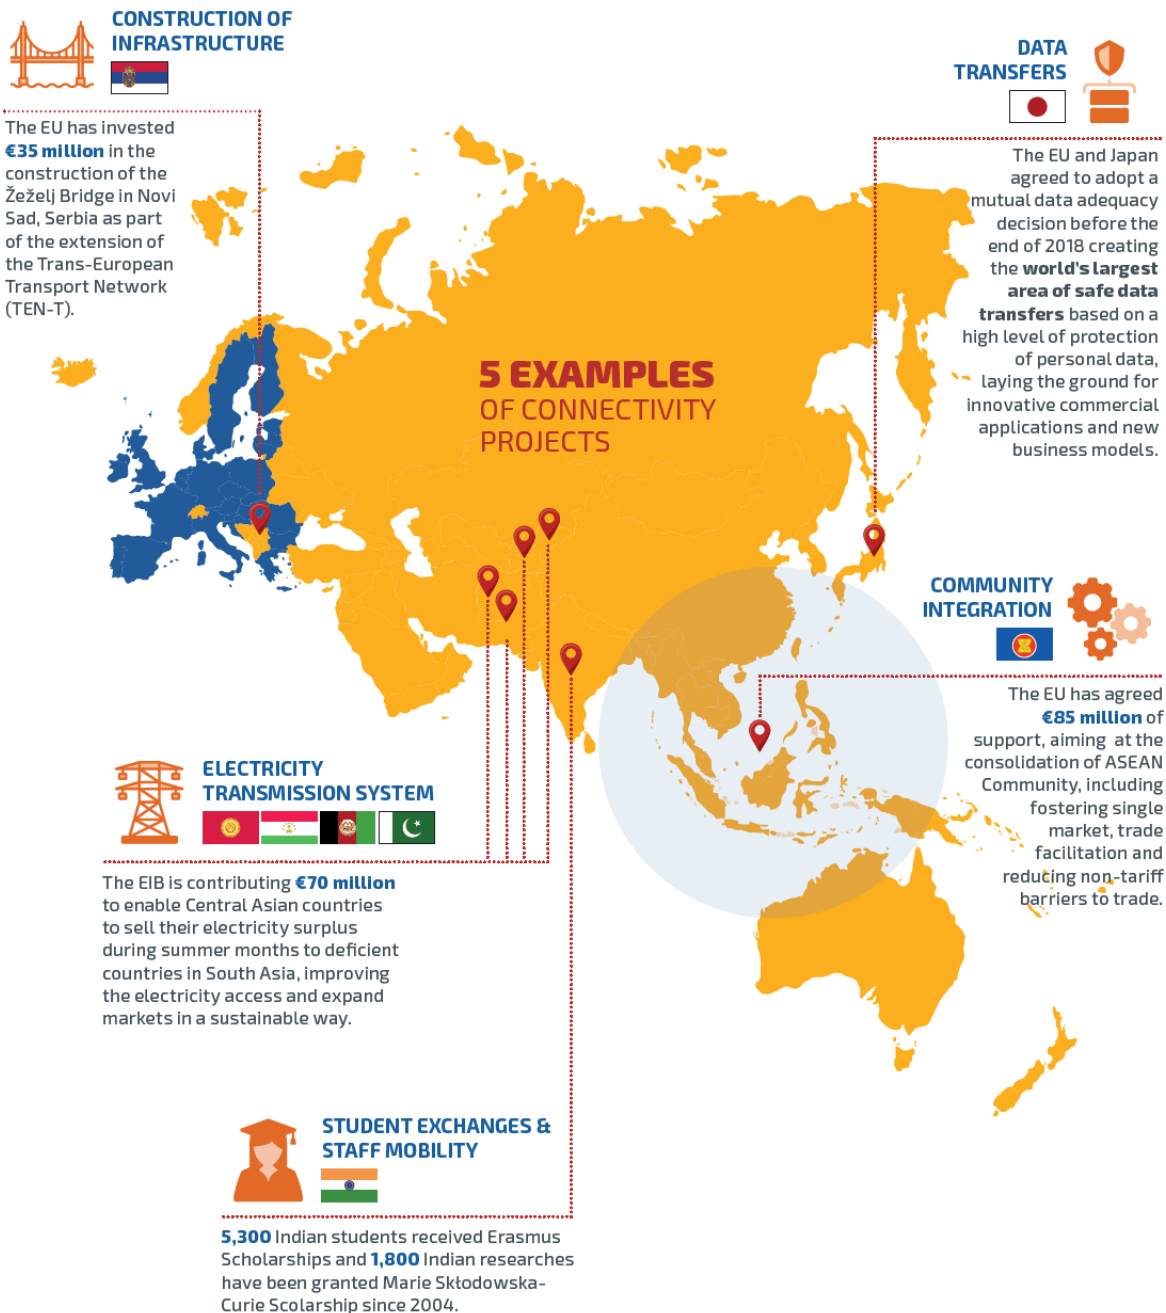 CONSTRUCTION OF
INFRASTRUCTURE
The EU has invested
€35 million in the
construction of the
Žeželj Bridge in Novi
Sad, Serbia as part
of the extension of
the Trans-European
Transport Network
(TEN-T).
DATA
TRANSFERS
The EU and Japan
agreed to adopt a
mutual data adequacy
decision before the
end of 2018 creating
the world's largest
area of safe data
transfers based on a
high level of protection
of personal data,
laying the ground for
innovative commercial
applications and new
business models.
5 EXAMPLES
OF CONNECTIVITY
PROJECTS
COMMUNITY
INTEGRATION
The EU has agreed
€85 million of
support, aiming at the
consolidation of ASEAN
Community, including
fostering single
market, trade
facilitation and
reducing non-tariff
barriers to trade.
ELECTRICITY
TRANSMISSION SYSTEM
The EIB is contributing €70 million
to enable Central Asian countries
to sell their electricity surplus
during summer months to deficient
countries in South Asia, improving
the electricity access and expand
markets in a sustainable way.
STUDENT EXCHANGES &
STAFF MOBILITY
5,300 Indian students received Erasmus
Scholarships and 1,800 Indian researches
have been granted Marie Skłodowska-
Curie Scolarship since 2004.